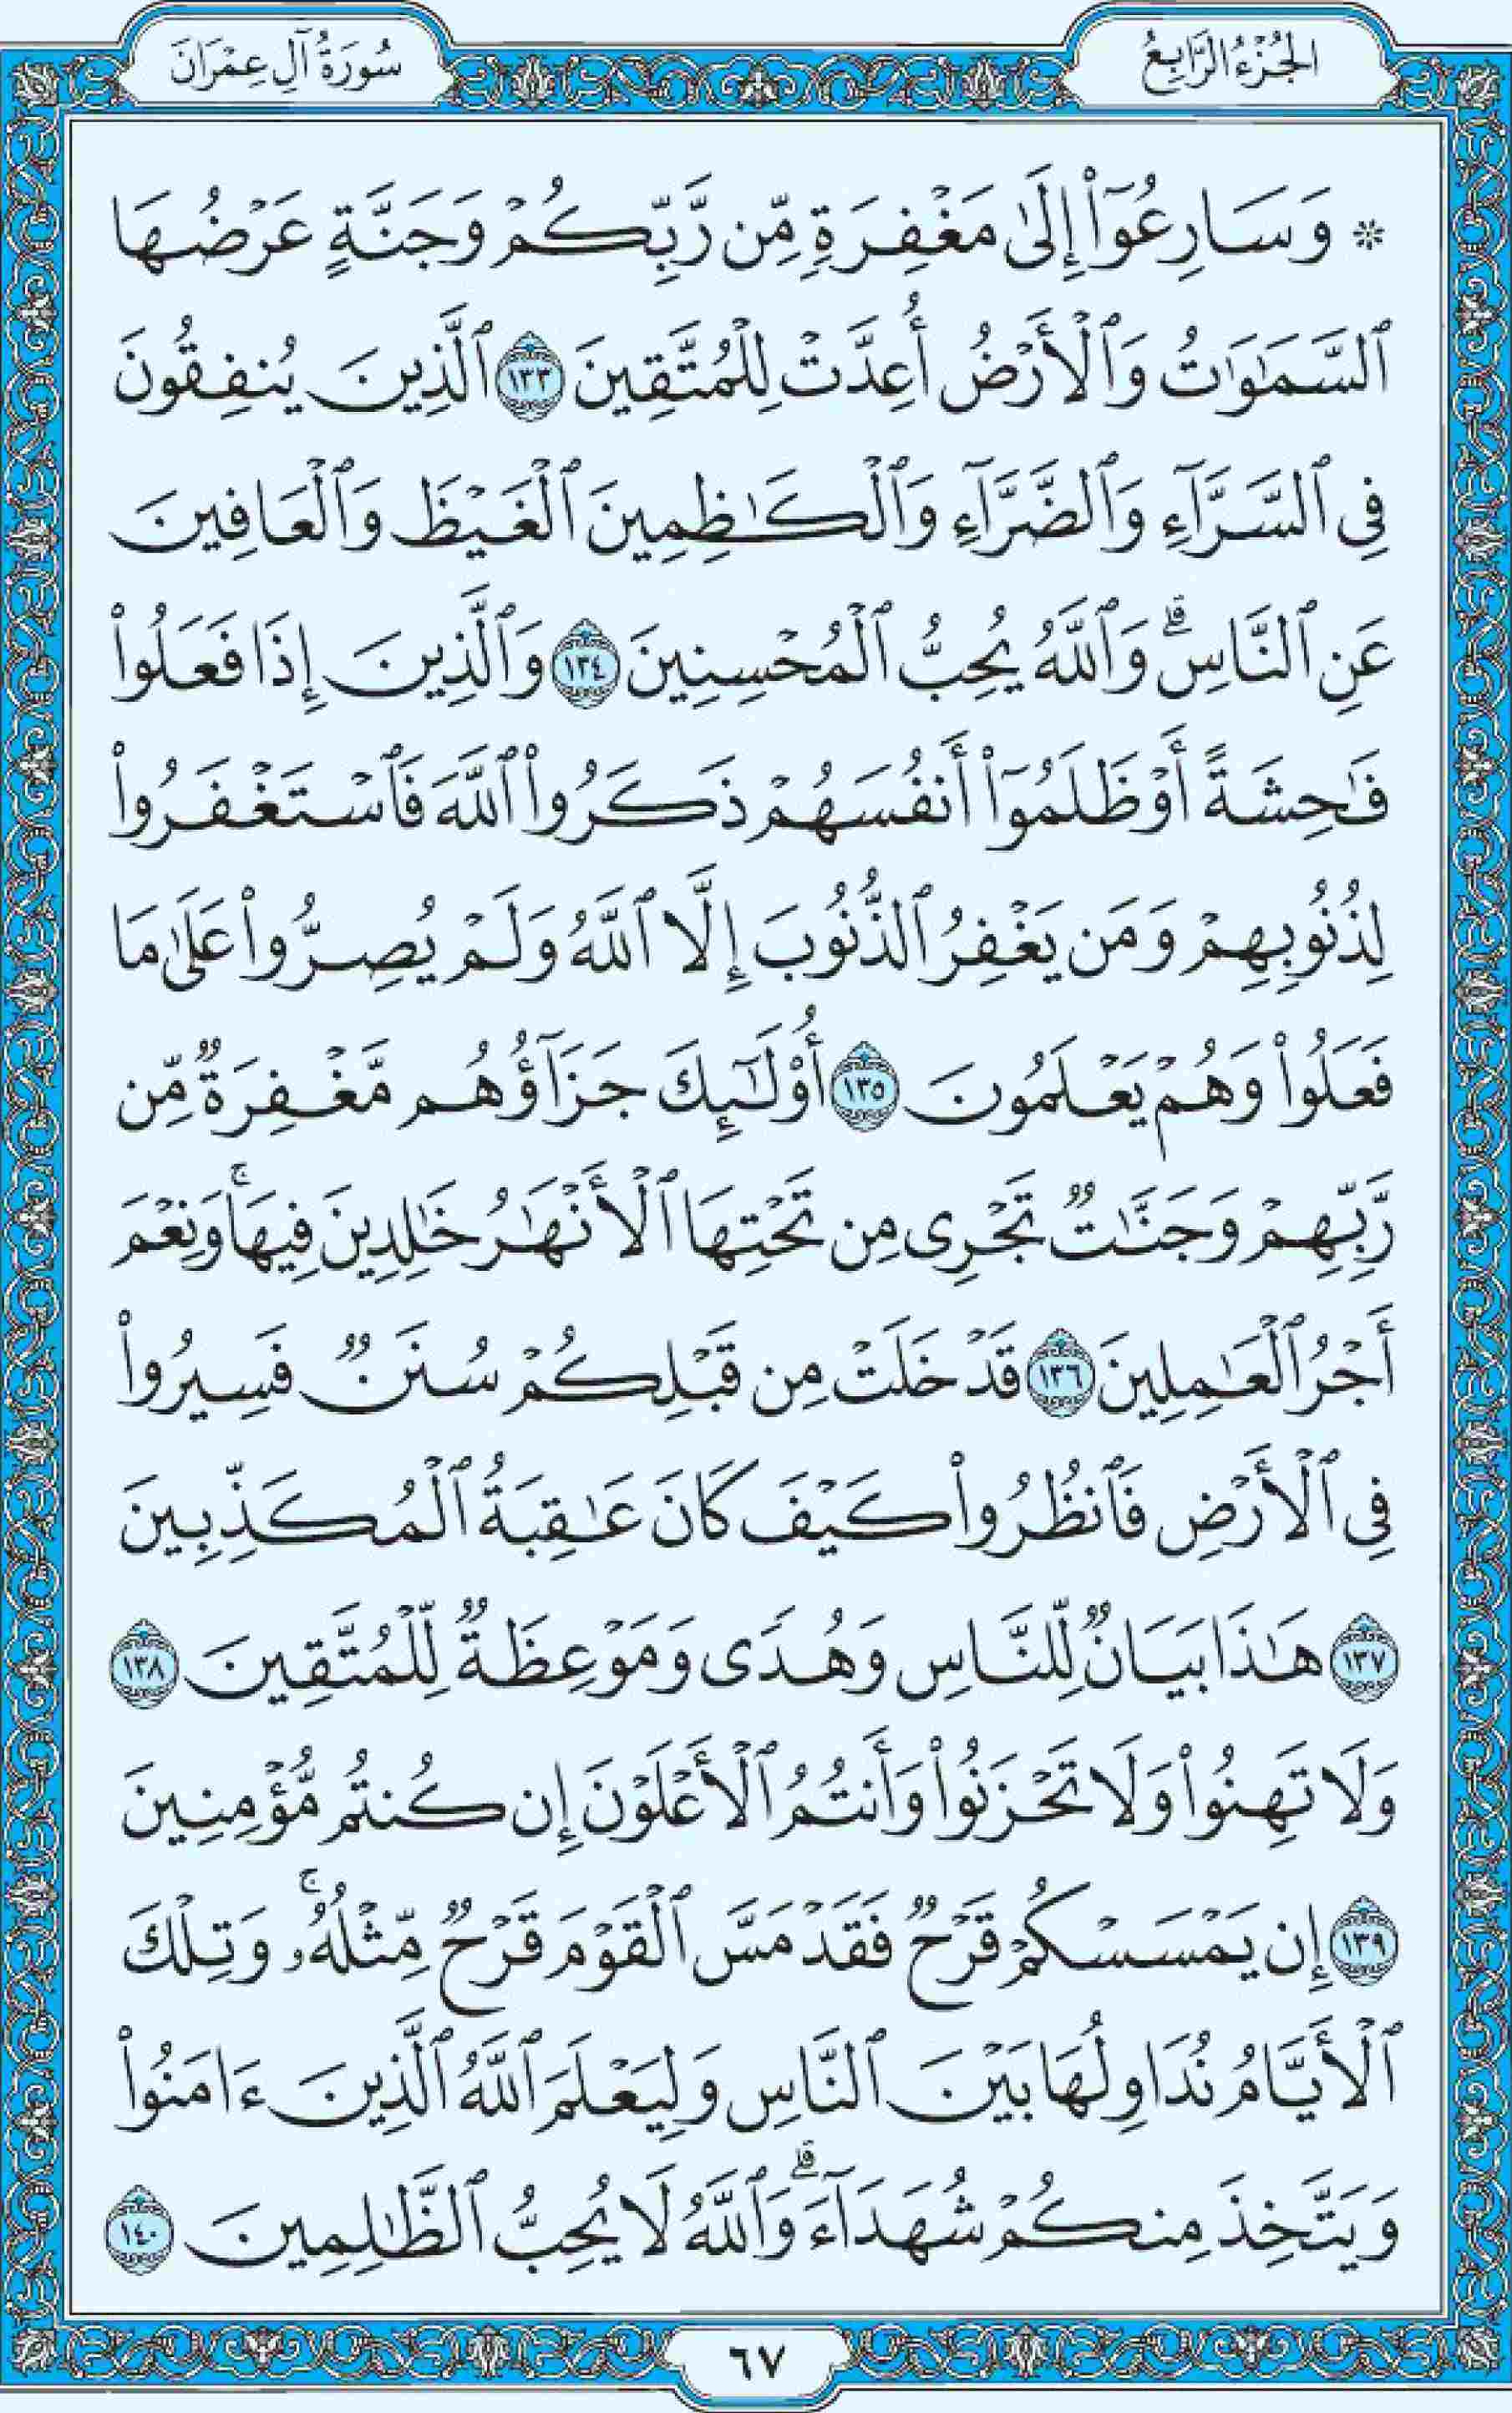 الجُزْءُ الرَّابِعُ
سُورَةُ آلِ عِمْرَانَ
۞ وَسَارِعُوٓا۟ إِلَىٰ مَغْفِرَةٍ مِّن رَّبِّكُمْ وَجَنَّةٍ عَرْضُهَا
ٱلسَّمَـٰوَٰتُ وَٱلْأَرْضُ أُعِدَّتْ لِلْمُتَّقِينَ ١٣٣ ٱلَّذِينَ يُنفِقُونَ
فِى ٱلسَّرَّآءِ وَٱلضَّرَّآءِ وَٱلْكَـٰظِمِينَ ٱلْغَيْظَ وَٱلْعَافِينَ
عَنِ ٱلنَّاسِ ۗ وَٱللَّهُ يُحِبُّ ٱلْمُحْسِنِينَ ١٣٤ وَٱلَّذِينَ إِذَا فَعَلُوا۟
فَـٰحِشَةً أَوْ ظَلَمُوٓا۟ أَنفُسَهُمْ ذَكَرُوا۟ ٱللَّهَ فَٱسْتَغْفَرُوا۟
لِذُنُوبِهِمْ وَمَن يَغْفِرُ ٱلذُّنُوبَ إِلَّا ٱللَّهُ وَلَمْ يُصِرُّوا۟ عَلَىٰ مَا
فَعَلُوا۟ وَهُمْ يَعْلَمُونَ ١٣٥ أُو۟لَـٰٓئِكَ جَزَآؤُهُم مَّغْفِرَةٌ مِّن
رَّبِّهِمْ وَجَنَّـٰتٌ تَجْرِى مِن تَحْتِهَا ٱلْأَنْهَـٰرُ خَـٰلِدِينَ فِيهَا ۚ وَنِعْمَ
أَجْرُ ٱلْعَـٰمِلِينَ ١٣٦ قَدْ خَلَتْ مِن قَبْلِكُمْ سُنَنٌ فَسِيرُوا۟
فِى ٱلْأَرْضِ فَٱنظُرُوا۟ كَيْفَ كَانَ عَـٰقِبَةُ ٱلْمُكَذِّبِينَ
١٣٧ هَـٰذَا بَيَانٌ لِّلنَّاسِ وَهُدًى وَمَوْعِظَةٌ لِّلْمُتَّقِينَ ١٣٨
وَلَا تَهِنُوا۟ وَلَا تَحْزَنُوا۟ وَأَنتُمُ ٱلْأَعْلَوْنَ إِن كُنتُم مُّؤْمِنِينَ
١٣٩ إِن يَمْسَسْكُمْ قَرْحٌ فَقَدْ مَسَّ ٱلْقَوْمَ قَرْحٌ مِّثْلُهُۥ ۚ وَتِلْكَ
ٱلْأَيَّامُ نُدَاوِلُهَا بَيْنَ ٱلنَّاسِ وَلِيَعْلَمَ ٱللَّهُ ٱلَّذِينَ ءَامَنُوا۟
وَيَتَّخِذَ مِنكُمْ شُهَدَآءَ ۗ وَٱللَّهُ لَا يُحِبُّ ٱلظَّـٰلِمِينَ ١٤٠
٦٧